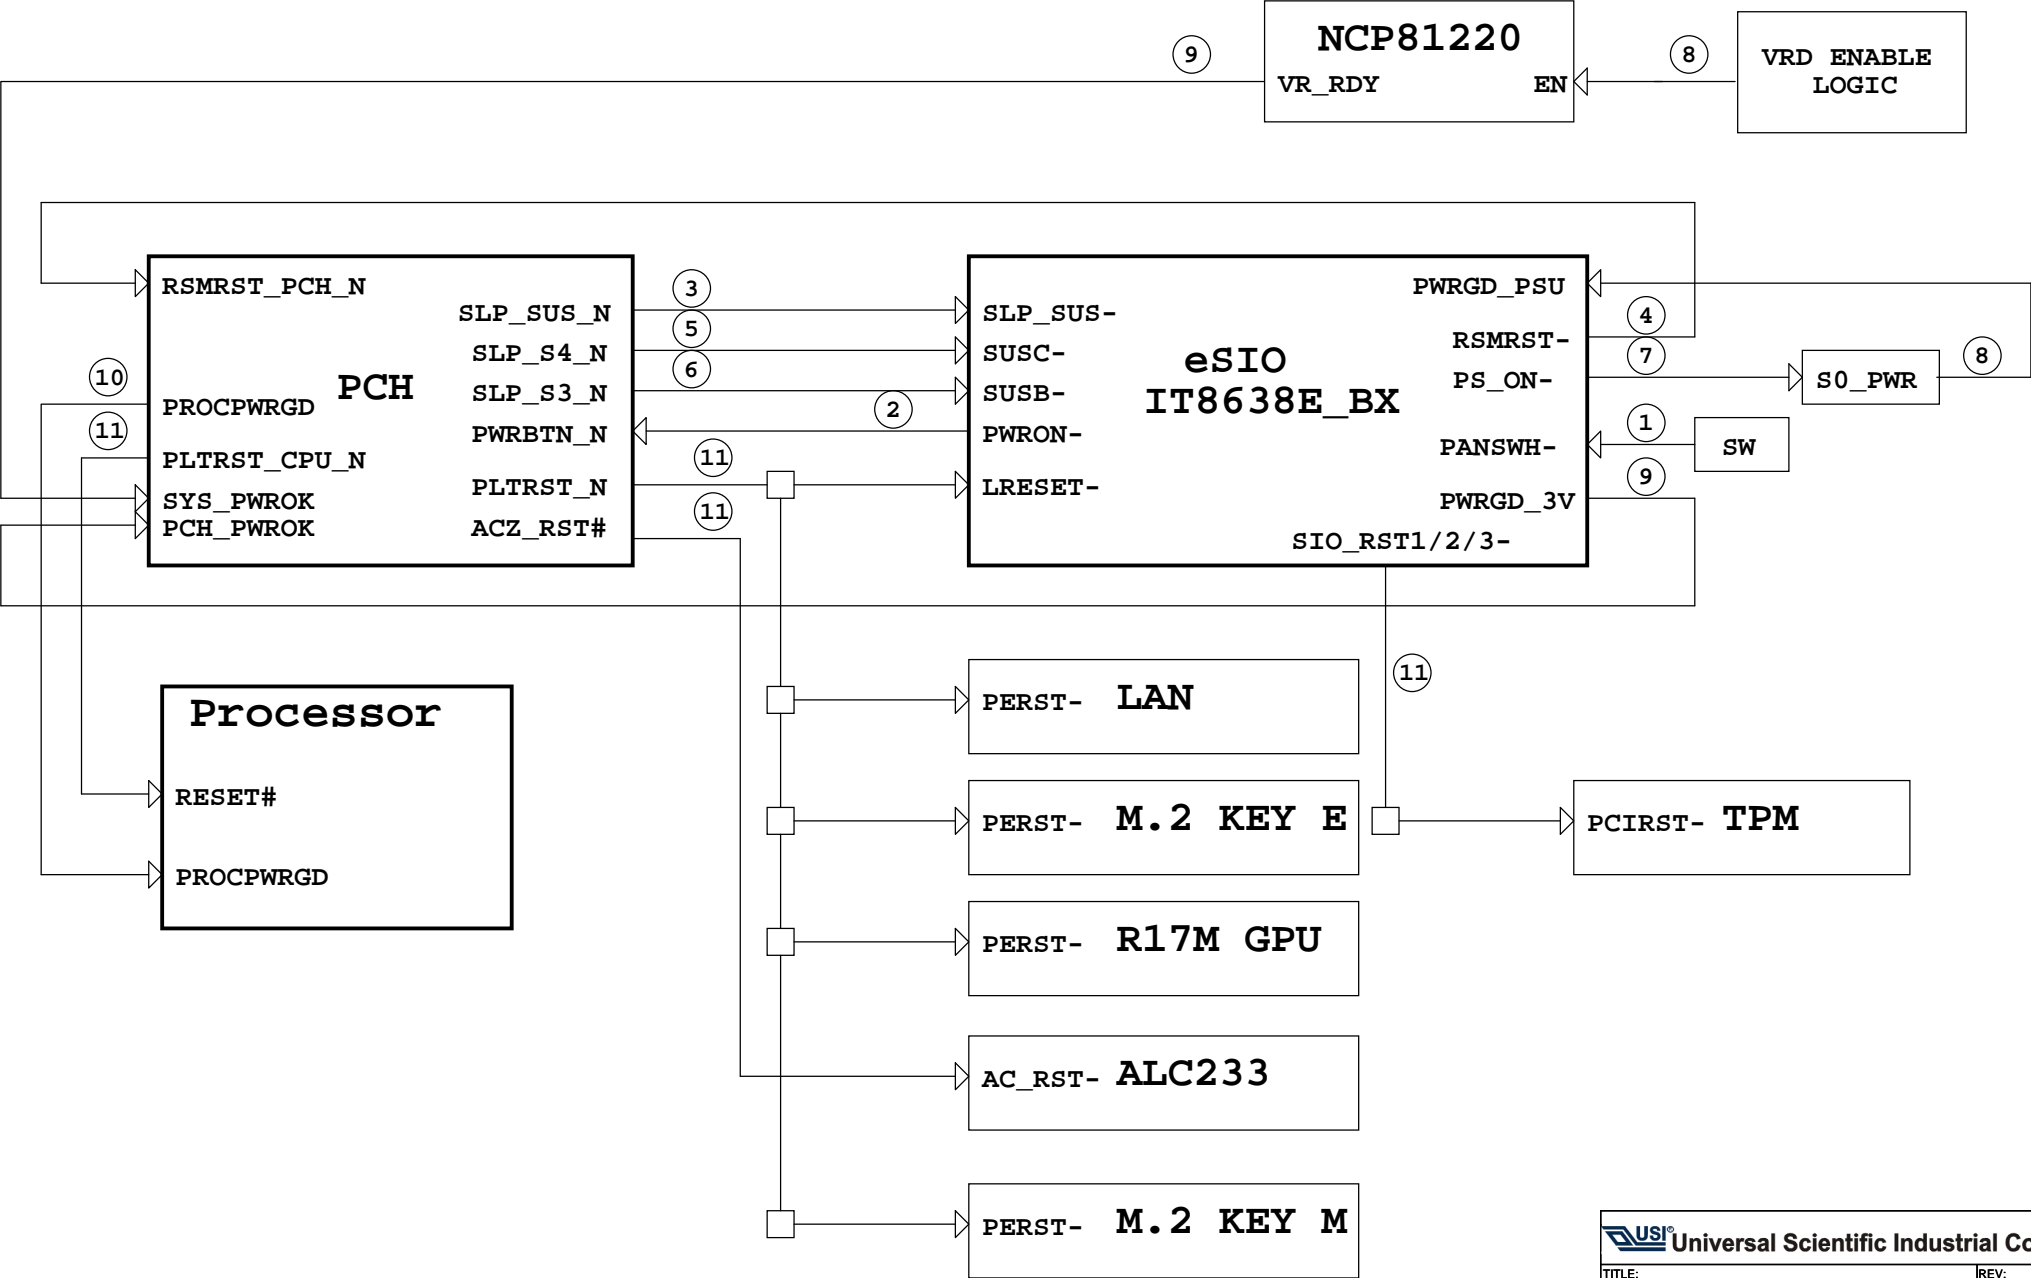 NCP81220
9
8
VRD ENABLE
LOGIC
VR_RDY
EN
RSMRST_PCH_N
3
SLP_SUS_N
5
SLP_S4_N
6
SLP_S3_N
10
PCH
PROCPWRGD
2
PWRBTN_N
11
PLTRST_CPU_N
11
PLTRST_N
SYS_PWROK
11
PCH_PWROK
ACZ_RST#
PWRGD_PSU
SLP_SUS-
4
RSMRST-
SUSC-
eSIO
7
8
IT8638E_BX
PS_ON-
S0_PWR
SUSB-
1
PWRON-
PANSWH-
SW
9
LRESET-
PWRGD_3V
SIO_RST1/2/3-
11
Processor
RESET#
PROCPWRGD
PERST- LAN
PERST- M.2 KEY E
PCIRST- TPM
PERST- R17M GPU
AC_RST- ALC233
PERST- M.2 KEY M
USI® Universal Scientific Industrial Co
TITLE:
REV: